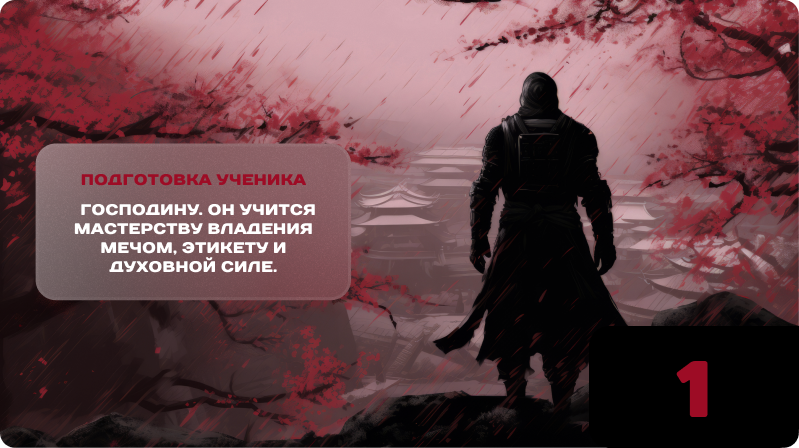 ПОДГОТОВКА УЧЕНИКА
ГОСПОДИНУ. ОН УЧИТСЯ
МАСТЕРСТВУ ВЛАДЕНИЯ
МЕЧОМ, ЭТИКЕТУ И
ДУХОВНОЙ СИЛЕ.
1